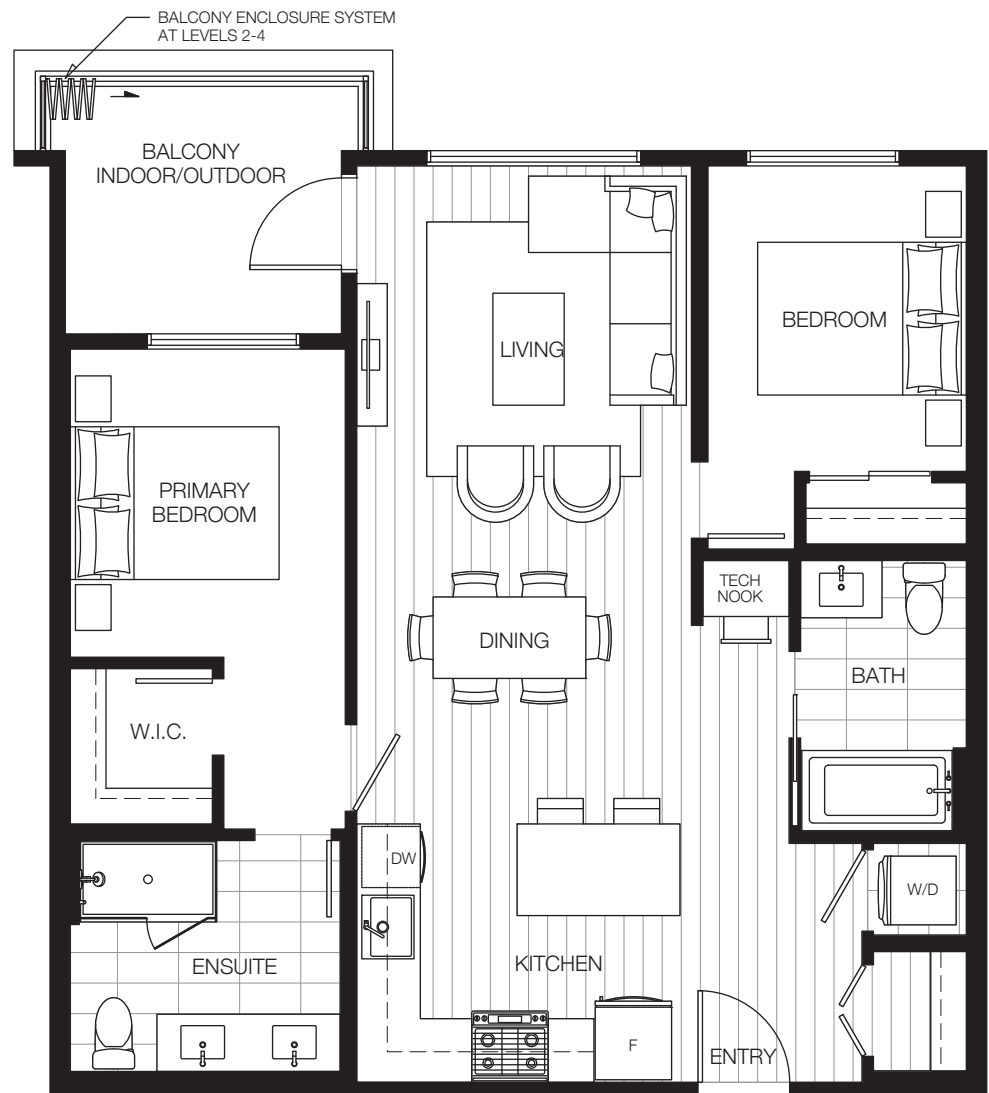 BALCONY ENCLOSURE SYSTEM
AT LEVELS 2-4
BALCONY
INDOOR/OUTDOOR
LIVING
BEDROOM
PRIMARY
BEDROOM
TECH
NOOK
DINING
BATH
W.I.C.
DW
W/D
ENSUITE
KITCHEN
F
ENTRY